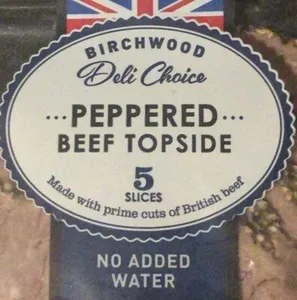 BIRCHWOOD
Deli Choice
···PEPPERED···
BEEF TOPSIDE
5
SLICES
Made with prime cuts of British beef
NO ADDED
WATER